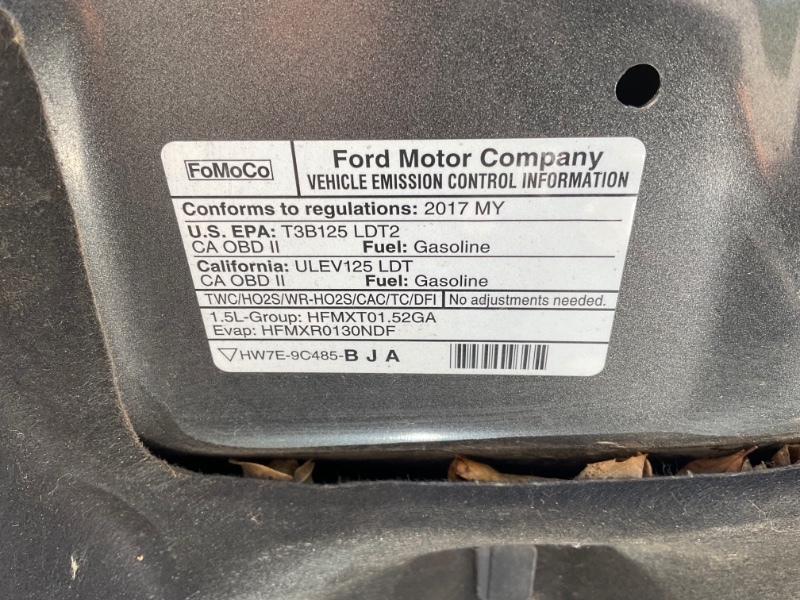 FoMoCo
Ford Motor Company
VEHICLE EMISSION CONTROL INFORMATION
Conforms to regulations: 2017 MY
U.S. EPA: T3B125 LDT2
CA OBD II Fuel: Gasoline
California: ULEV125 LDT
CA OBD II Fuel: Gasoline
TWC/HO2S/WR-HO2S/CAC/TC/DFI No adjustments needed.
1.5L-Group: HFMXT01.52GA
Evap: HFMXR0130NDF
HW7E-9C485-B J A